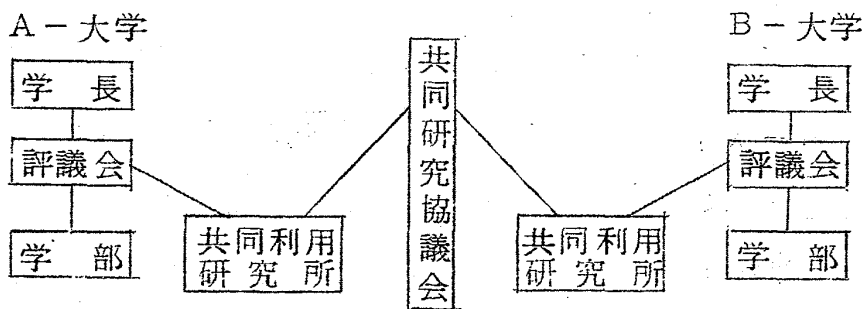 A－大学
学長
評議会
学部
共同利用
研究所
共同研究協議会
共同利用
研究所
B－大学
学長
評議会
学部